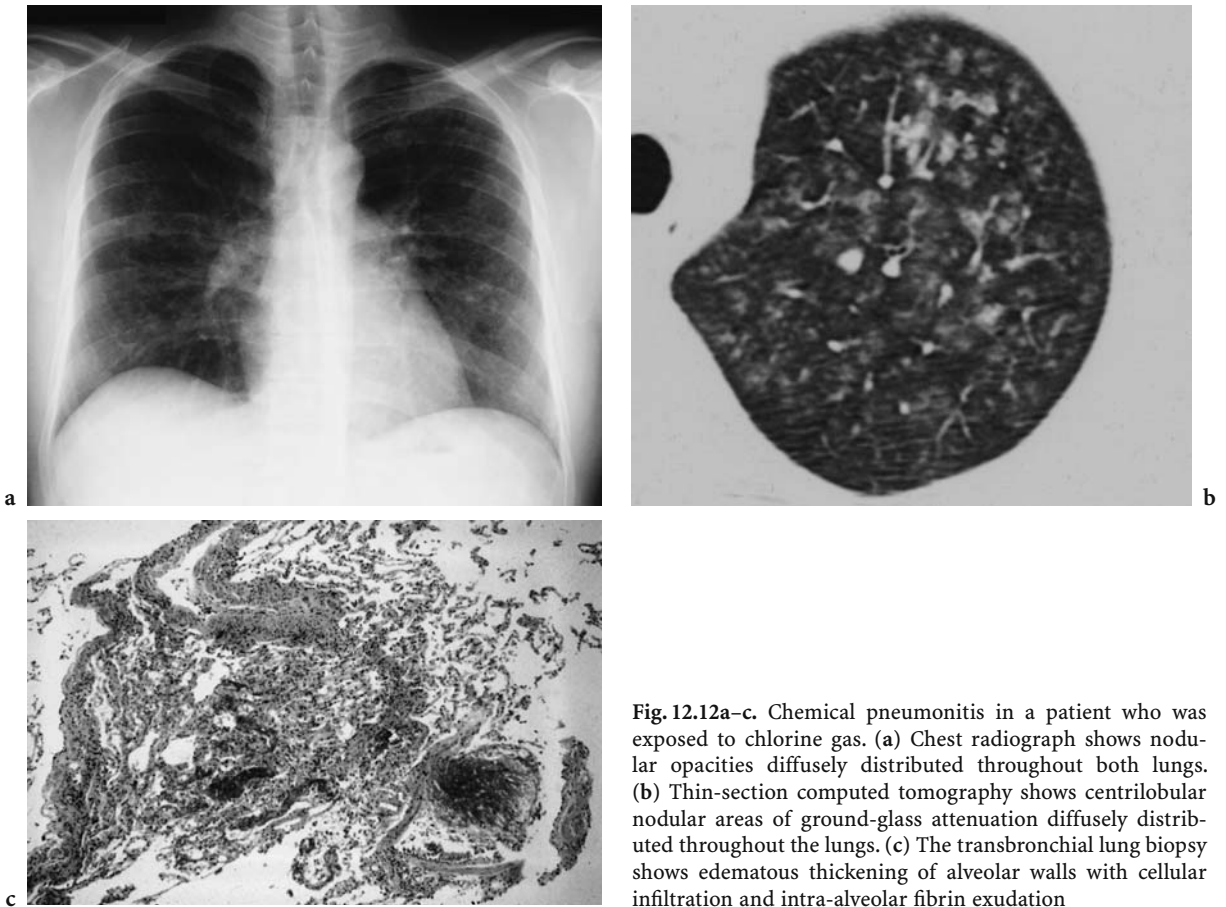 a
b
c
Fig. 12.12a–c. Chemical pneumonitis in a patient who was
exposed to chlorine gas. (a) Chest radiograph shows nodu-
lar opacities diffusely distributed throughout both lungs.
(b) Thin-section computed tomography shows centrilobular
nodular areas of ground-glass attenuation diffusely distrib-
uted throughout the lungs. (c) The transbronchial lung biopsy
shows edematous thickening of alveolar walls with cellular
infiltration and intra-alveolar fibrin exudation